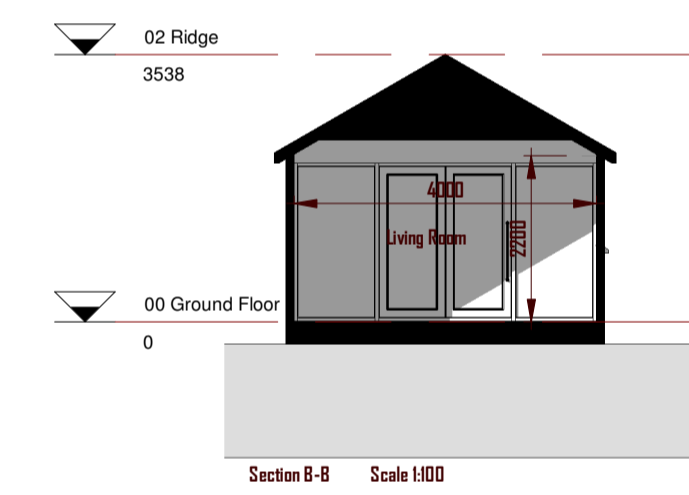 02 Ridge
3538
4000
Living Room
2200
00 Ground Floor
0
Section B-B Scale 1:100